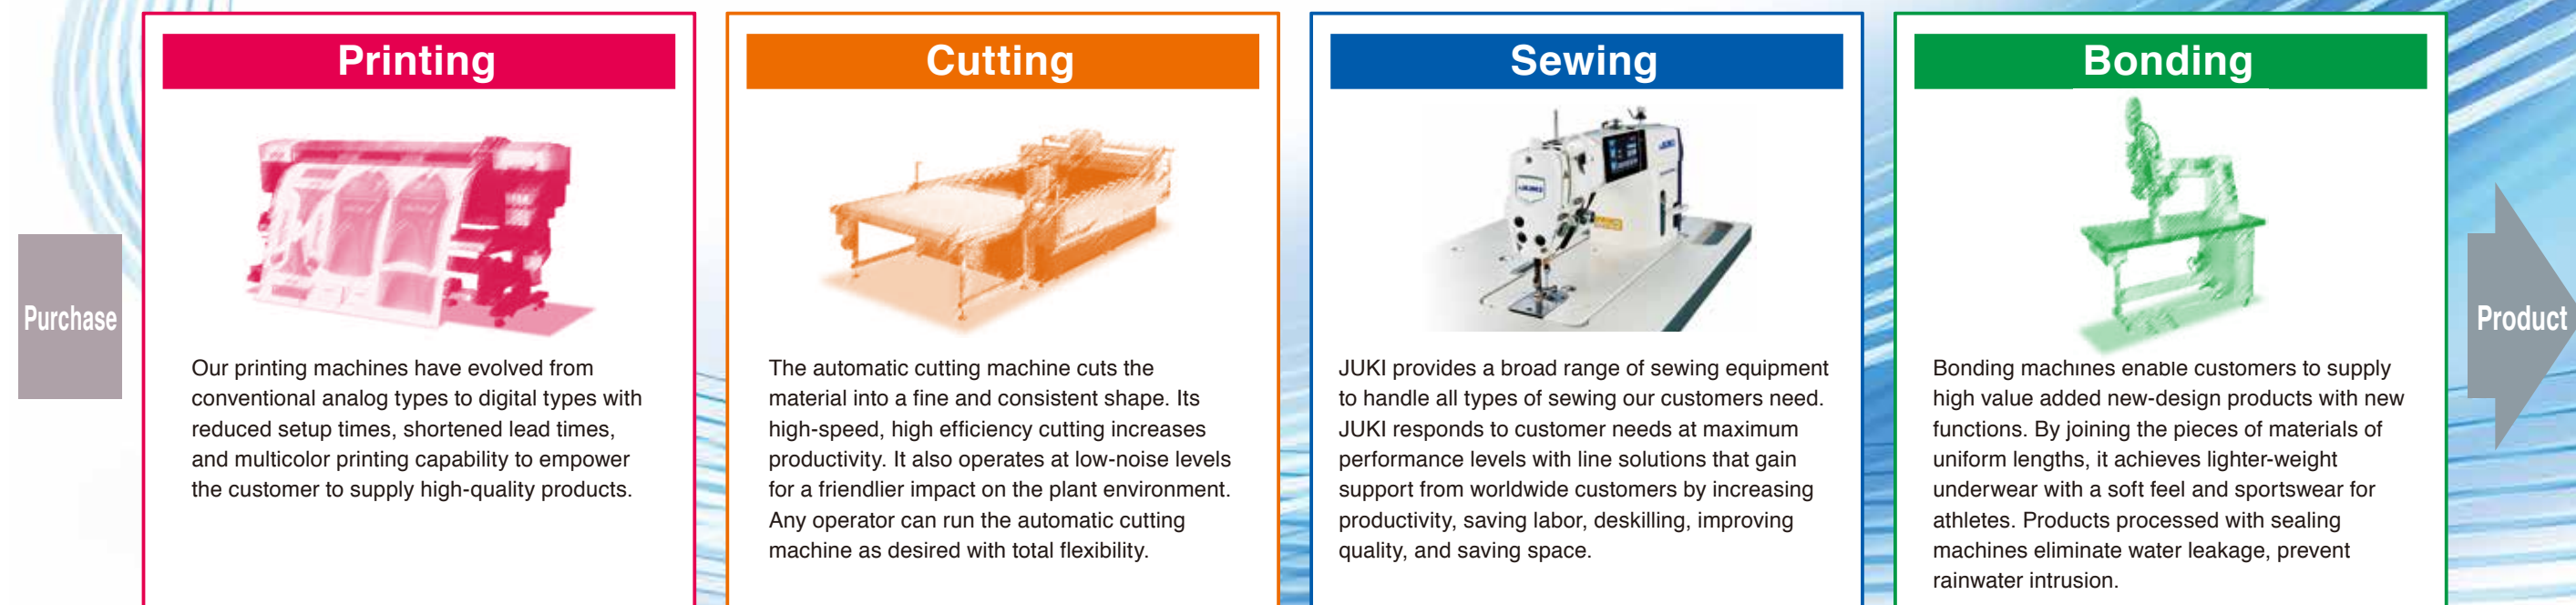 Purchase
Printing
Our printing machines have evolved from
conventional analog types to digital types with
reduced setup times, shortened lead times,
and multicolor printing capability to empower
the customer to supply high-quality products.
Cutting
The automatic cutting machine cuts the
material into a fine and consistent shape. Its
high-speed, high efficiency cutting increases
productivity. It also operates at low-noise levels
for a friendlier impact on the plant environment.
Any operator can run the automatic cutting
machine as desired with total flexibility.
Sewing
JUKI
JUKI
JUKI provides a broad range of sewing equipment
to handle all types of sewing our customers need.
JUKI responds to customer needs at maximum
performance levels with line solutions that gain
support from worldwide customers by increasing
productivity, saving labor, deskilling, improving
quality, and saving space.
Bonding
Bonding machines enable customers to supply
high value added new-design products with new
functions. By joining the pieces of materials of
uniform lengths, it achieves lighter-weight
underwear with a soft feel and sportswear for
athletes. Products processed with sealing
machines eliminate water leakage, prevent
rainwater intrusion.
Product